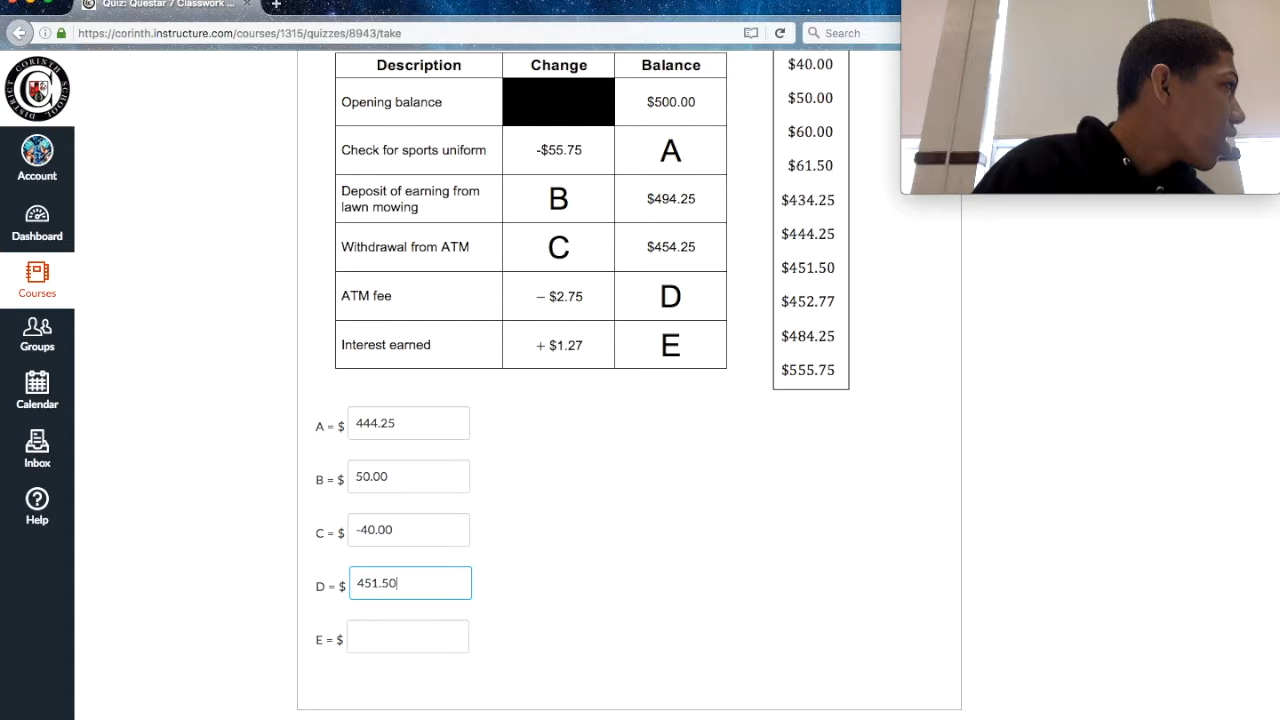 Quiz: Questar 7 Classwork ...
https://corinth.instructure.com/courses/1315/quizzes/8943/take
Search
CORINTH
SCHOOL DISTRICT
C
Account
Dashboard
Courses
Groups
Calendar
Inbox
Help
Description Change Balance
Opening balance $500.00
Check for sports uniform -$55.75 A
Deposit of earning from
lawn mowing B $494.25
Withdrawal from ATM C $454.25
ATM fee – $2.75 D
Interest earned + $1.27 E
$40.00
$50.00
$60.00
$61.50
$434.25
$444.25
$451.50
$452.77
$484.25
$555.75
A = $ 444.25
B = $ 50.00
C = $ -40.00
D = $ 451.50
E = $